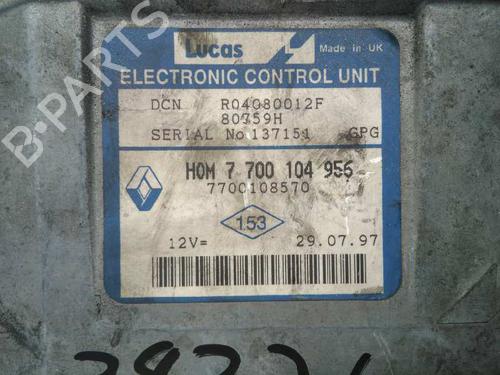 Lucas
Made in UK
ELECTRONIC CONTROL UNIT
DCN R04080012F
80759H
SERIAL No 137151 GPG
HOM 7 700 104 956
7700108570
153
12V= 29.07.97